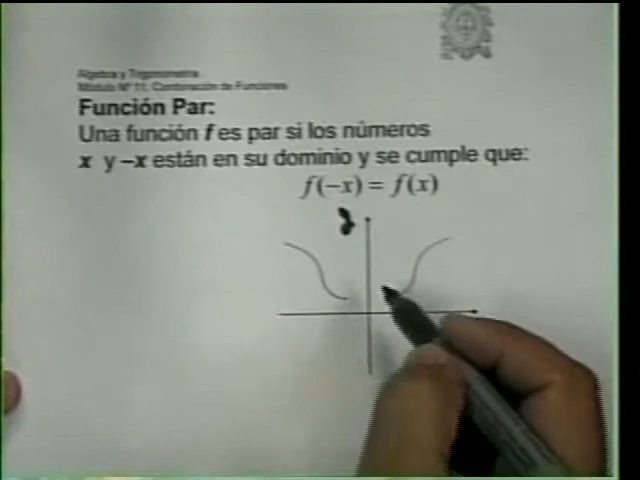 Algebra y Trigonometria
Módulo Nº 11: Combinación de Funciones
Función Par:
Una función f es par si los números
x y –x están en su dominio y se cumple que:
f(–x) = f(x)